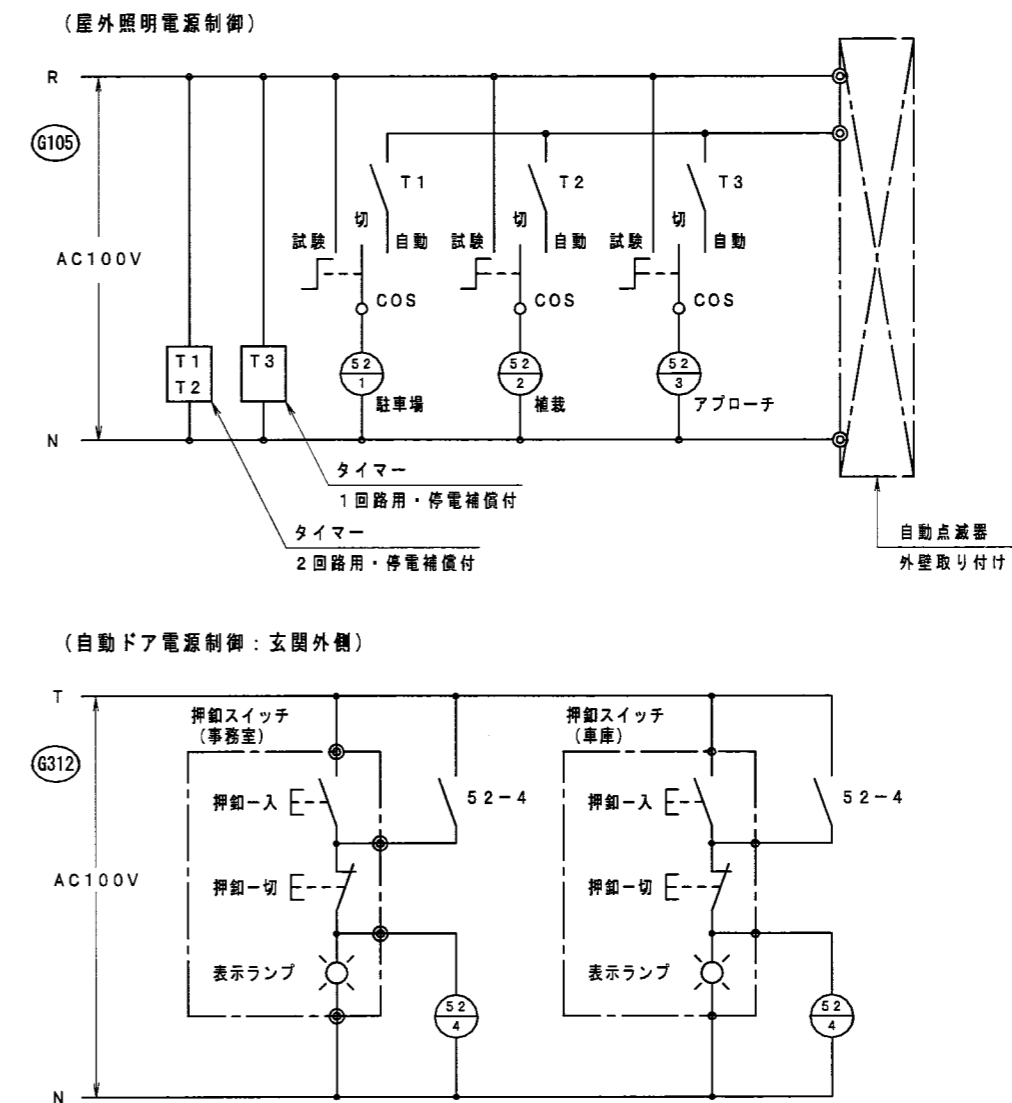 (屋外照明電源制御)
R
G105
AC100V
N
T1
T2
T3
試験
切
自動
T1
COS
52
1
駐車場
試験
切
自動
T2
COS
52
2
植栽
試験
切
自動
T3
COS
52
3
アプローチ
タイマー
1回路用・停電補償付
タイマー
2回路用・停電補償付
自動点滅器
外壁取り付け
(自動ドア電源制御:玄関外側)
T
G312
AC100V
N
押釦スイッチ
(事務室)
押釦ー入
52-4
押釦ー切
表示ランプ
52
4
押釦スイッチ
(車庫)
押釦ー入
52-4
押釦ー切
表示ランプ
52
4